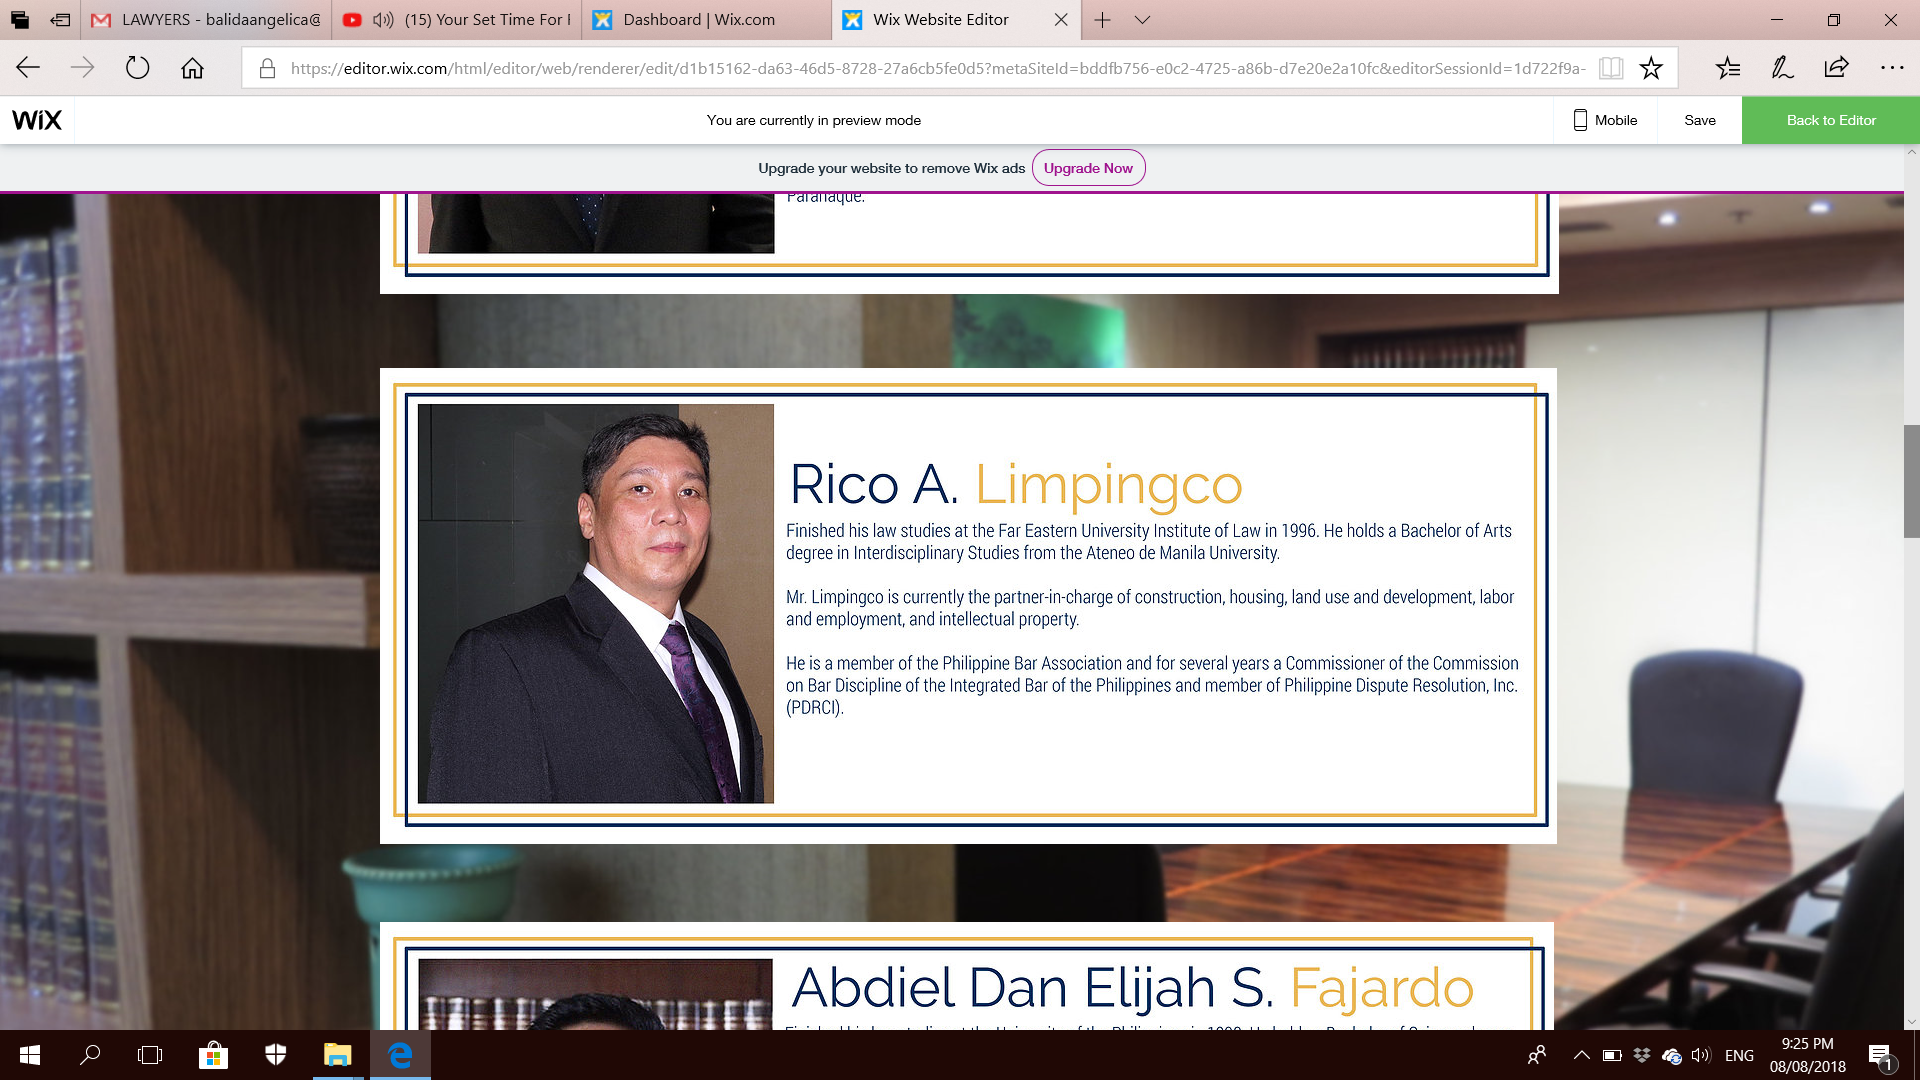 LAWYERS - balidaangelica@
(15) Your Set Time For
Dashboard | Wix.com
Wix Website Editor
https://editor.wix.com/html/editor/web/renderer/edit/d1b15162-da63-46d5-8728-27a6cb5fe0d5?metaSiteId=bddfb756-e0c2-4725-a86b-d7e20e2a10fc&editorSessionId=1d722f9a-
WiX
You are currently in preview mode
Mobile
Save
Back to Editor
Upgrade your website to remove Wix ads
Upgrade Now
Paranaque.
Rico A. Limpingco
Finished his law studies at the Far Eastern University Institute of Law in 1996. He holds a Bachelor of Arts
degree in Interdisciplinary Studies from the Ateneo de Manila University.
Mr. Limpingco is currently the partner-in-charge of construction, housing, land use and development, labor
and employment, and intellectual property.
He is a member of the Philippine Bar Association and for several years a Commissioner of the Commission
on Bar Discipline of the Integrated Bar of the Philippines and member of Philippine Dispute Resolution, Inc.
(PDRCI).
Abdiel Dan Elijah S. Fajardo
ENG
9:25 PM
08/08/2018
1